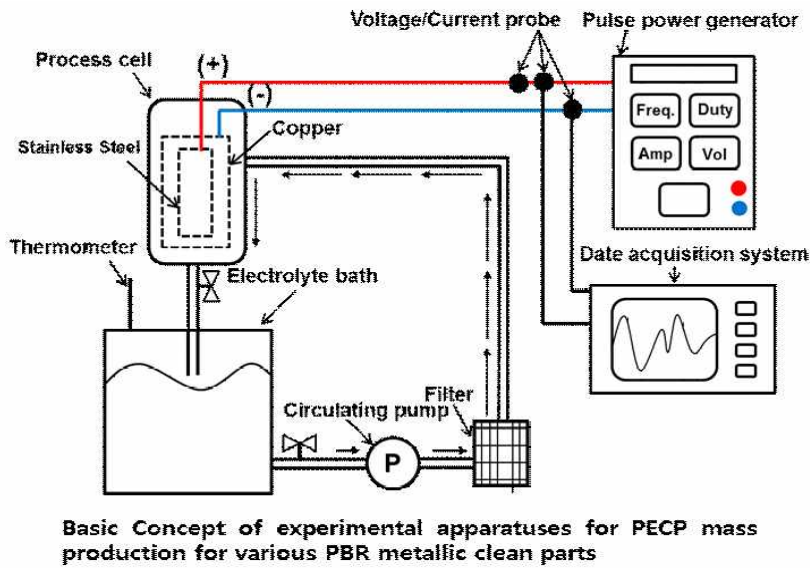 Voltage/Current probe
Pulse power generator
Process cell
(+)
(-)
Copper
Stainless Steel
Freq.
Duty
Amp
Vol
Thermometer
Electrolyte bath
Date acquisition system
Filter
Circulating pump
P
Basic Concept of experimental apparatuses for PECP mass
production for various PBR metallic clean parts